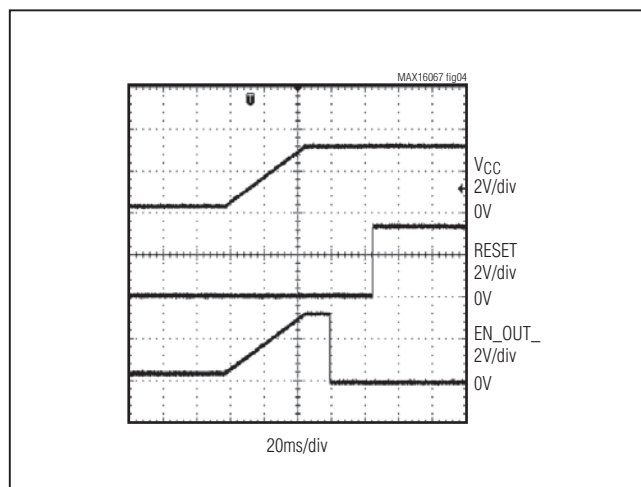 MAX16067 fig04
VCC
2V/div
0V
RESET
2V/div
0V
EN_OUT_
2V/div
0V
20ms/div